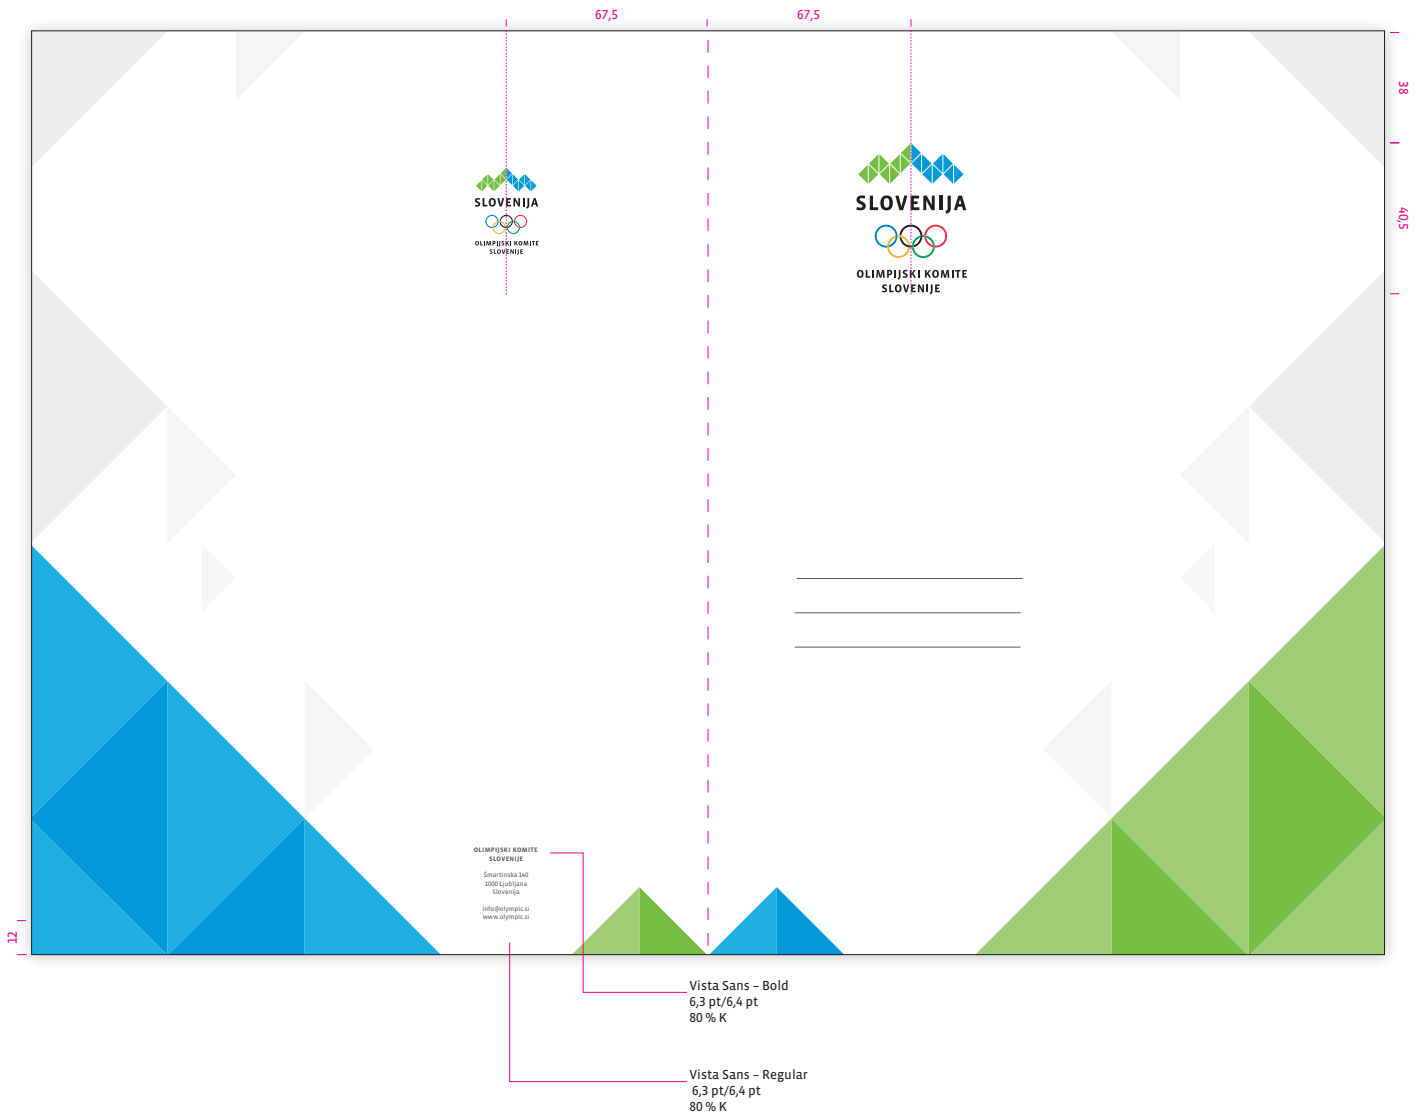 67,5
67,5
38
40,5
SLOVENIJA
OLIMPIJSKI KOMITE
SLOVENIJE
SLOVENIJA
OLIMPIJSKI KOMITE
SLOVENIJE
OLIMPIJSKI KOMITE
SLOVENIJE
Šmartinska 140
1000 Ljubljana
Slovenija
info@olympic.si
www.olympic.si
12
Vista Sans – Bold
6,3 pt/6,4 pt
80 % K
Vista Sans – Regular
6,3 pt/6,4 pt
80 % K